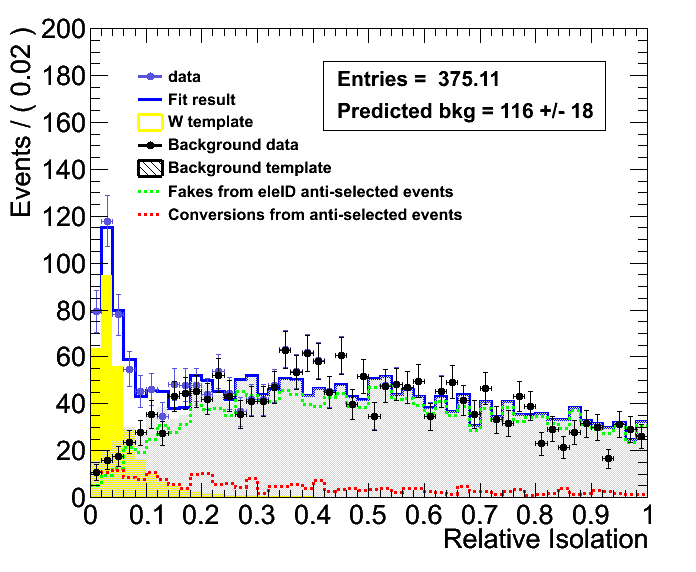 Events / ( 0.02 )
200
180
160
140
120
100
80
60
40
20
0
data
Fit result
W template
Background data
Background template
Fakes from eleID anti-selected events
Conversions from anti-selected events
Entries = 375.11
Predicted bkg = 116 +/- 18
0 0.1 0.2 0.3 0.4 0.5 0.6 0.7 0.8 0.9 1
Relative Isolation